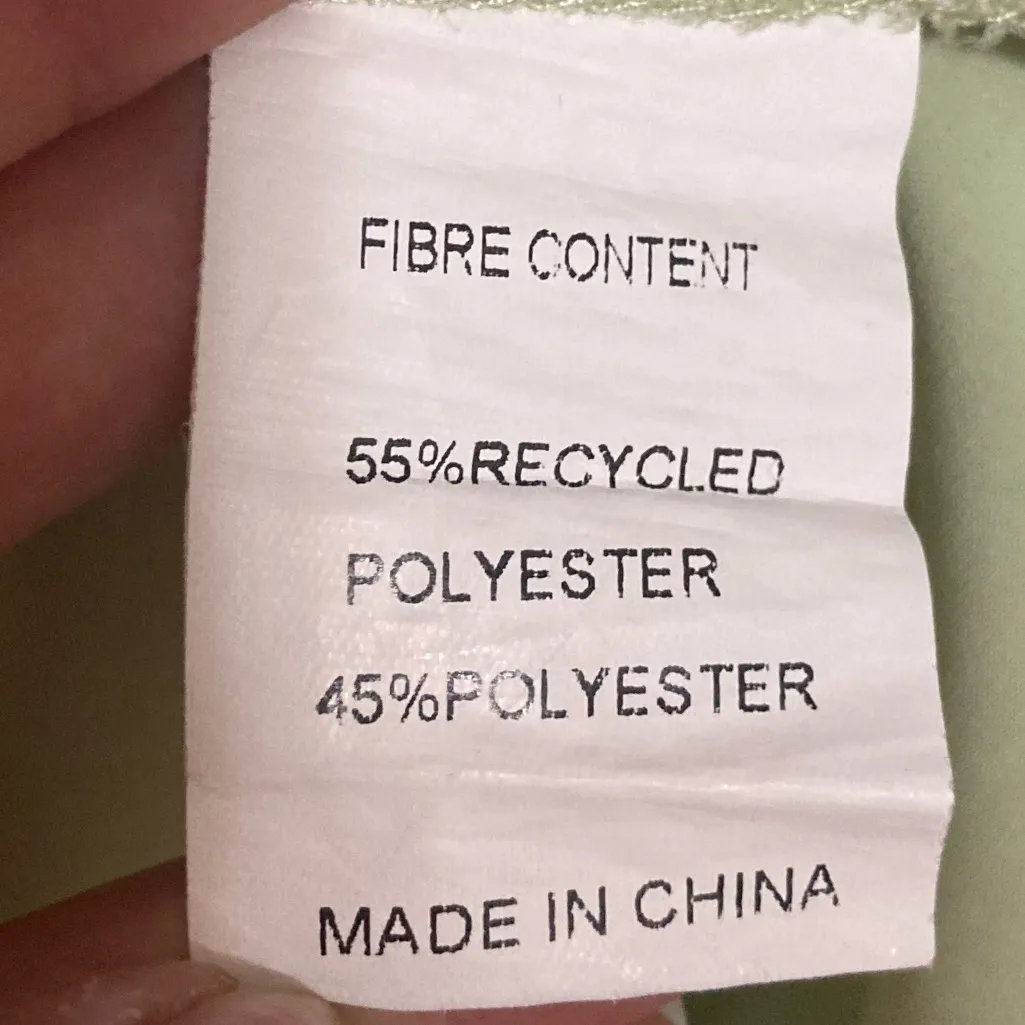 FIBRE CONTENT
55%RECYCLED
POLYESTER
45%POLYESTER
MADE IN CHINA